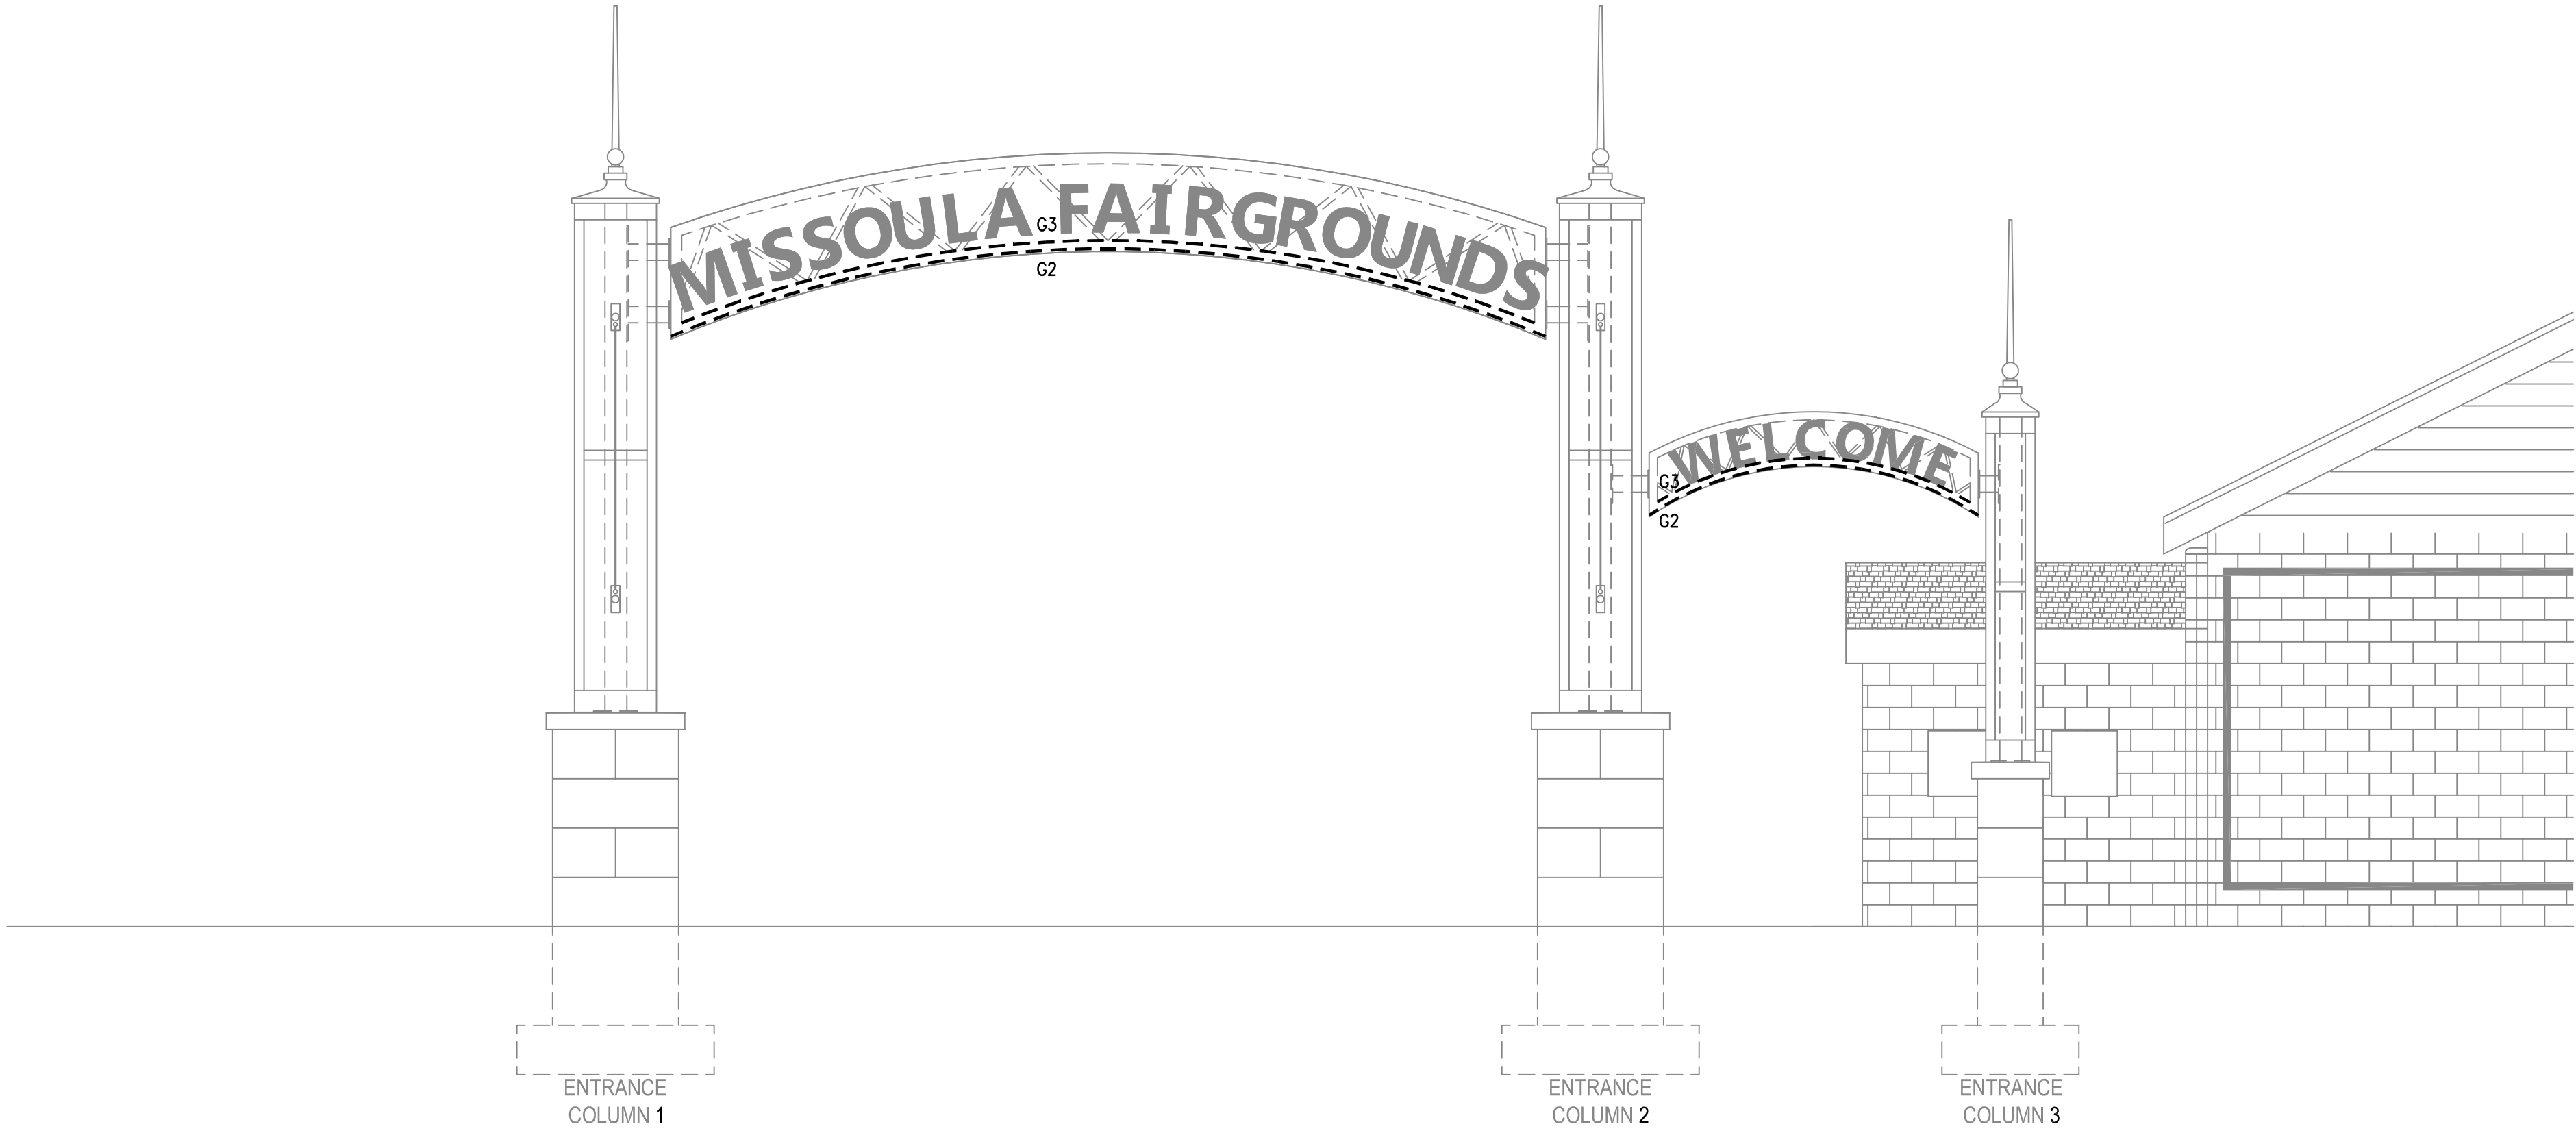 MISSOULA FAIRGROUNDS
G3
G2
WELCOME
G3
G2
ENTRANCE
COLUMN 1
ENTRANCE
COLUMN 2
ENTRANCE
COLUMN 3